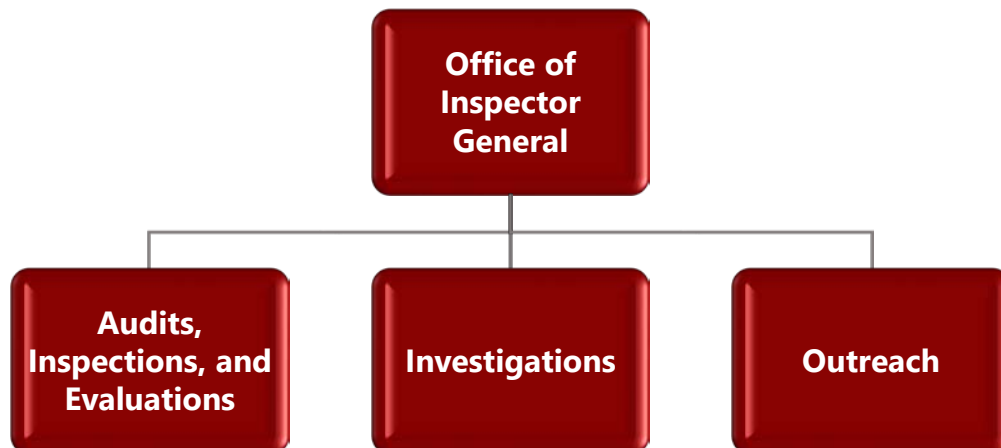 Office of
Inspector
General
Audits,
Inspections, and
Evaluations
Investigations
Outreach